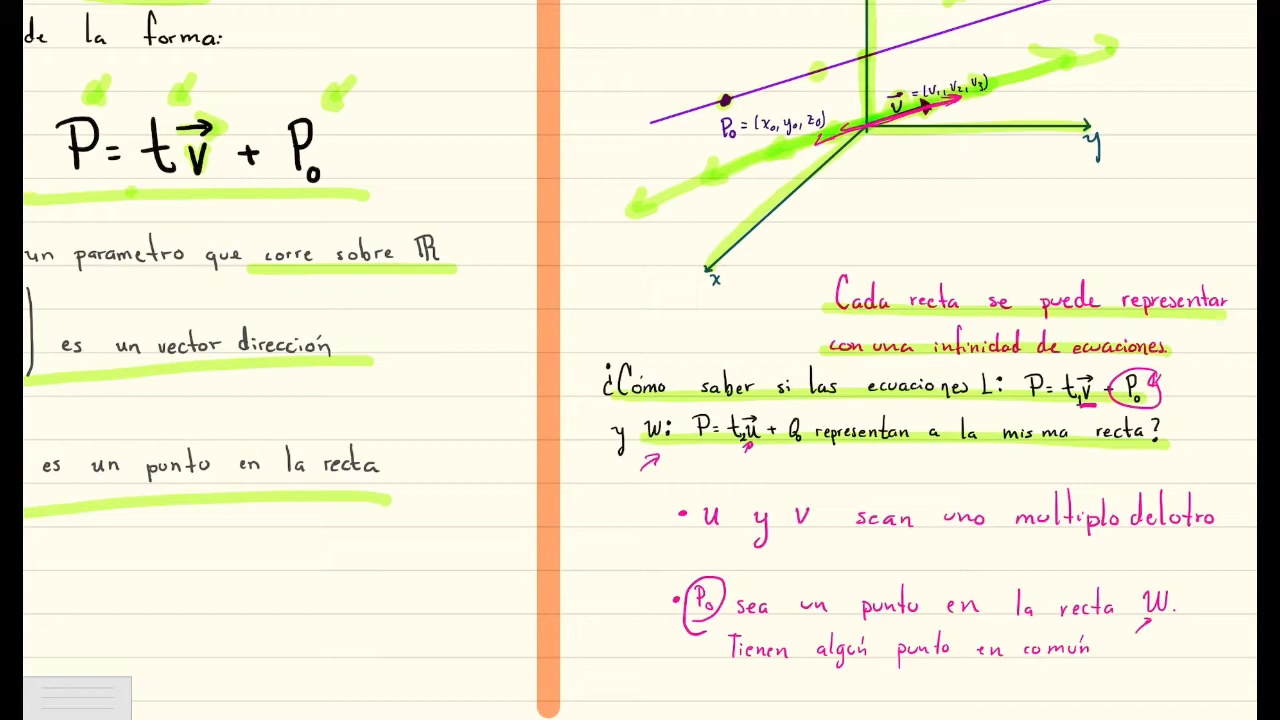 de la forma:
P = t v⃗ + P₀
un parametro que corre sobre ℝ
es un vector dirección
es un punto en la recta
v⃗ = (v₁, v₂, v₃)
P₀ = (x₀, y₀, z₀)
y
x
Cada recta se puede representar
con una infinidad de ecuaciones.
¿Cómo saber si las ecuaciones L: P = t₁v⃗ + P₀
y W: P = t₂u⃗ + Q₀ representan a la misma recta?
• u y v sean uno multiplo del otro
• P₀ sea un punto en la recta W.
Tienen algún punto en común